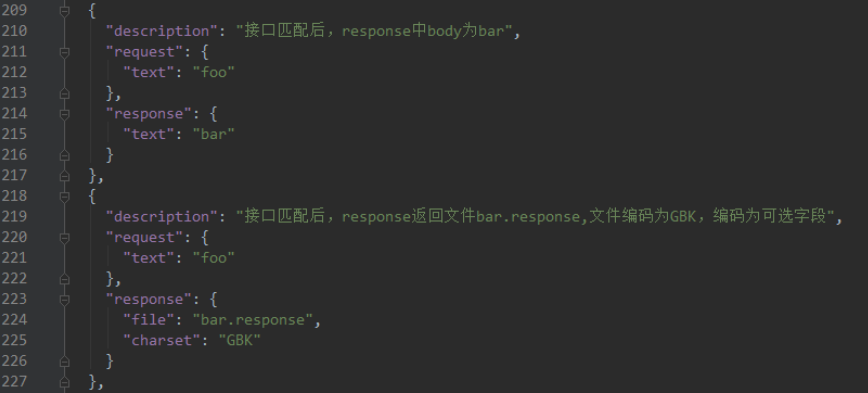 209 {
210 "description": "接口匹配后，response中body为bar",
211 "request": {
212 "text": "foo"
213 },
214 "response": {
215 "text": "bar"
216 }
217 },
218 {
219 "description": "接口匹配后，response返回文件bar.response,文件编码为GBK，编码为可选字段",
220 "request": {
221 "text": "foo"
222 },
223 "response": {
224 "file": "bar.response",
225 "charset": "GBK"
226 }
227 },